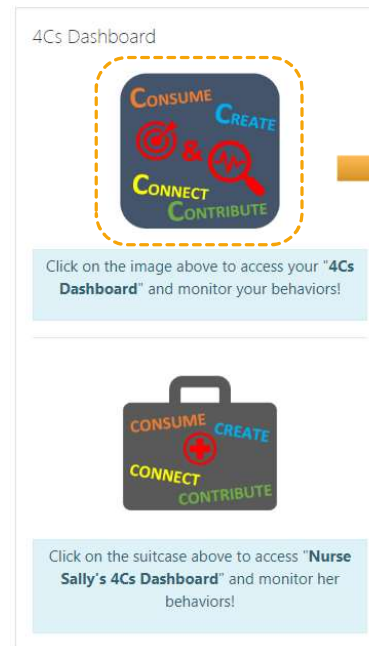 4Cs Dashboard
CONSUME
CREATE
&
CONNECT
CONTRIBUTE
Click on the image above to access your "4Cs
Dashboard" and monitor your behaviors!
CONSUME
CREATE
CONNECT
CONTRIBUTE
Click on the suitcase above to access "Nurse
Sally's 4Cs Dashboard" and monitor her
behaviors!